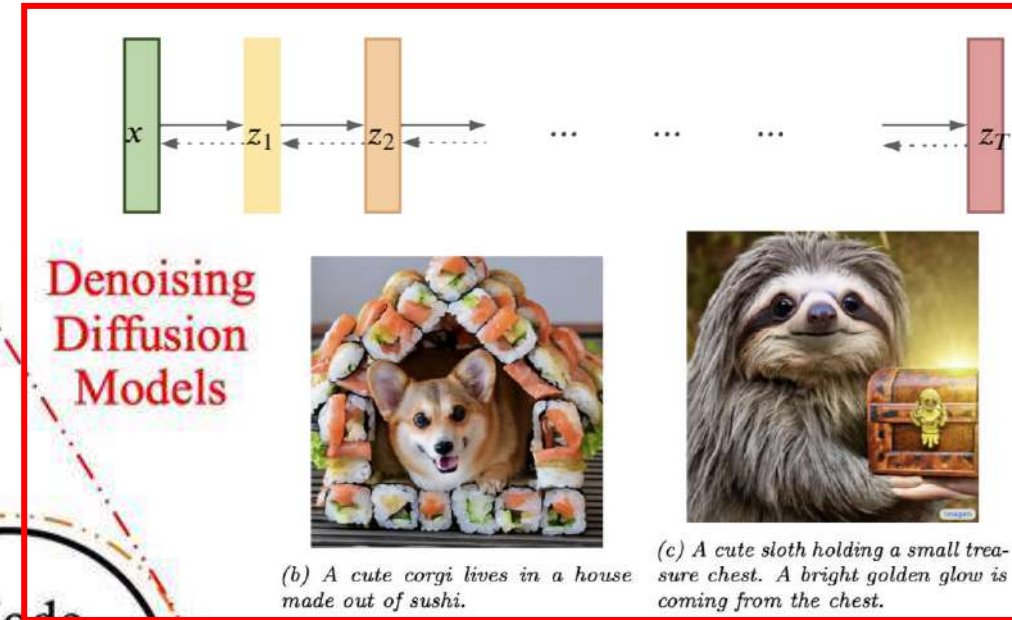 x z₁ z₂ ... ... ... z_T
Denoising
Diffusion
Models
imagen
(b) A cute corgi lives in a house
made out of sushi.
(c) A cute sloth holding a small trea-
sure chest. A bright golden glow is
coming from the chest.